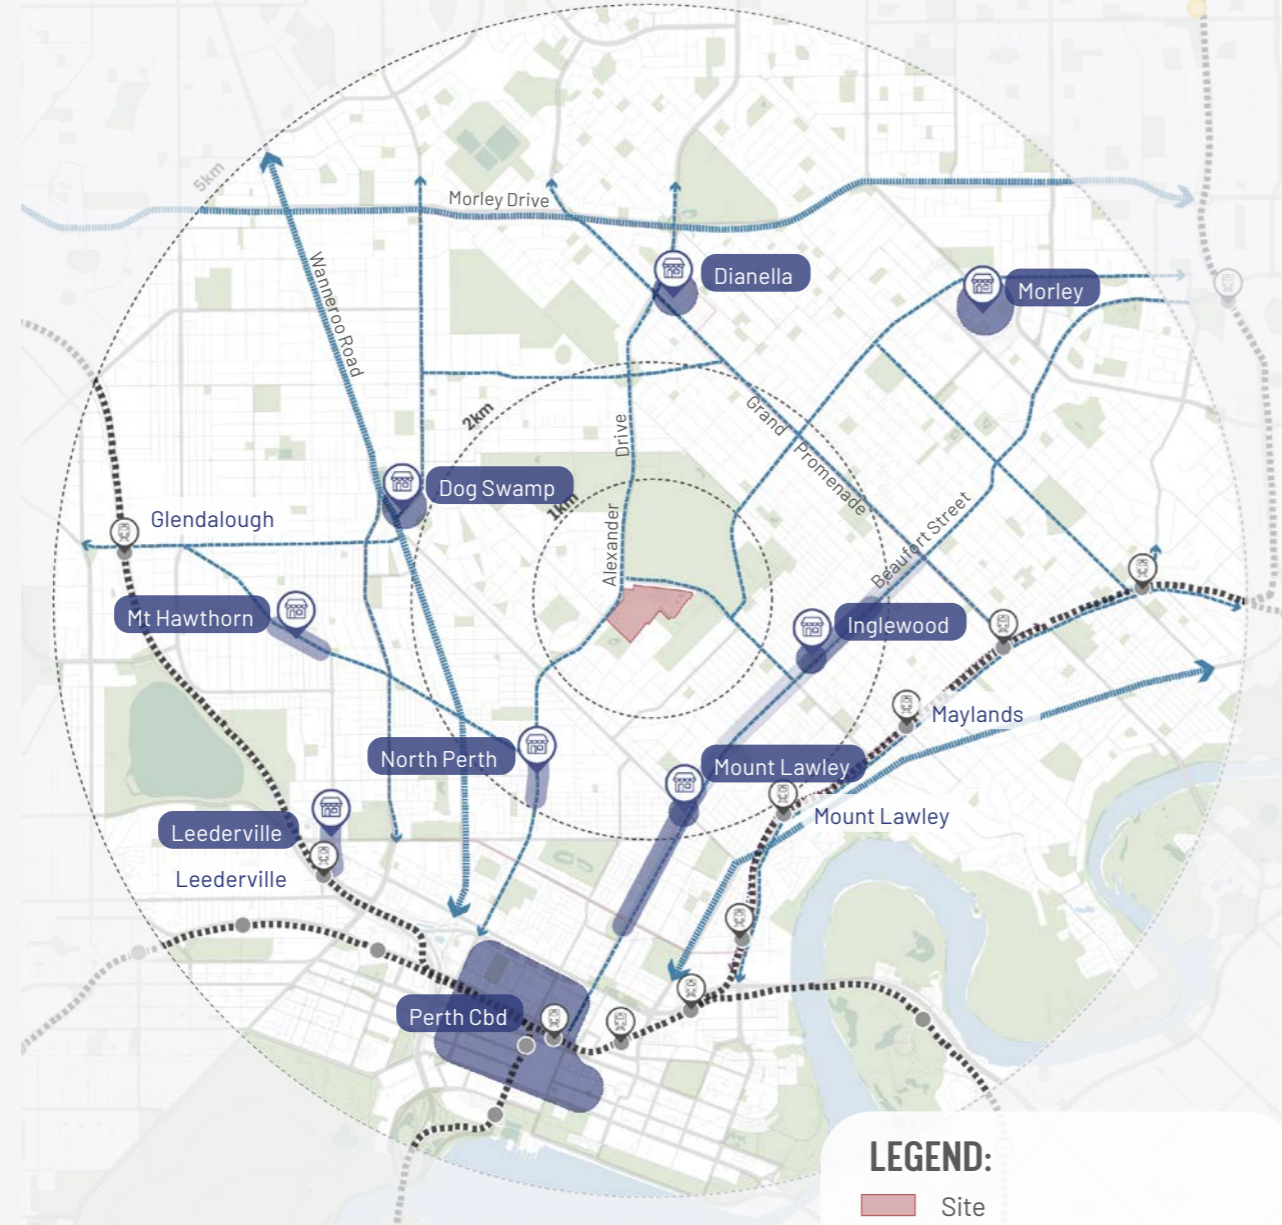 5km
Morley Drive
Wanneroo Road
Dianella
Morley
2km
Grand Promenade
Drive
Dog Swamp
1km
Alexander
Glendalough
Beaufort Street
Mt Hawthorn
Inglewood
Maylands
North Perth
Mount Lawley
Mount Lawley
Leederville
Leederville
Perth Cbd
LEGEND:
Site